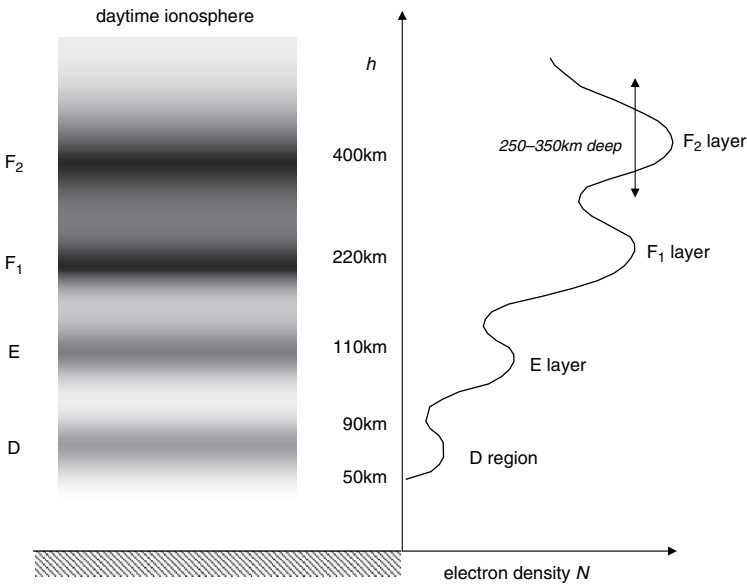 daytime ionosphere
h
F₂
400km
250–350km deep
F₂ layer
F₁
220km
F₁ layer
E
110km
E layer
90km
D
D region
50km
electron density N